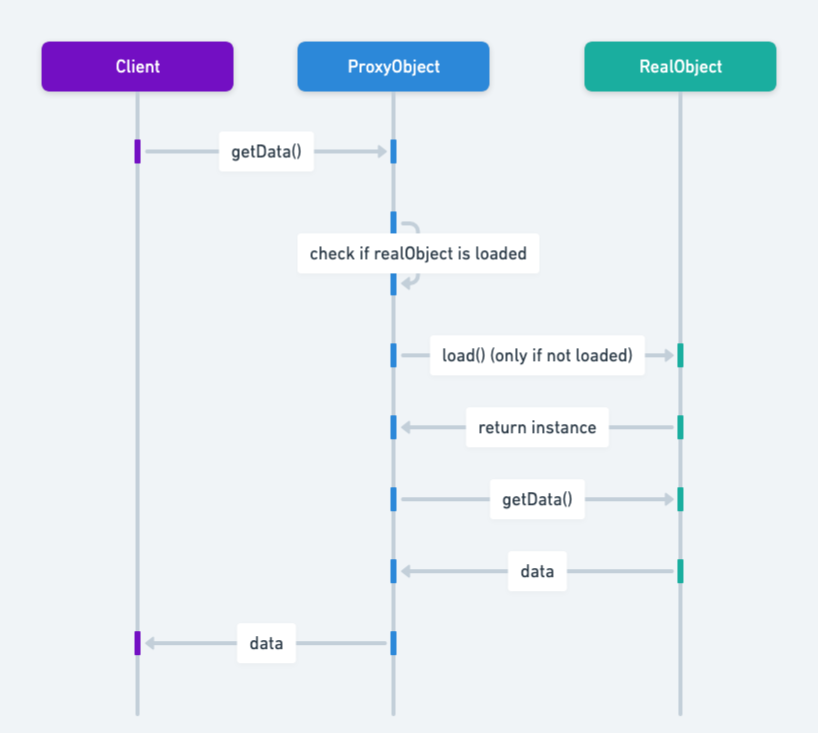 Client
ProxyObject
RealObject
getData()
check if realObject is loaded
load() (only if not loaded)
return instance
getData()
data
data